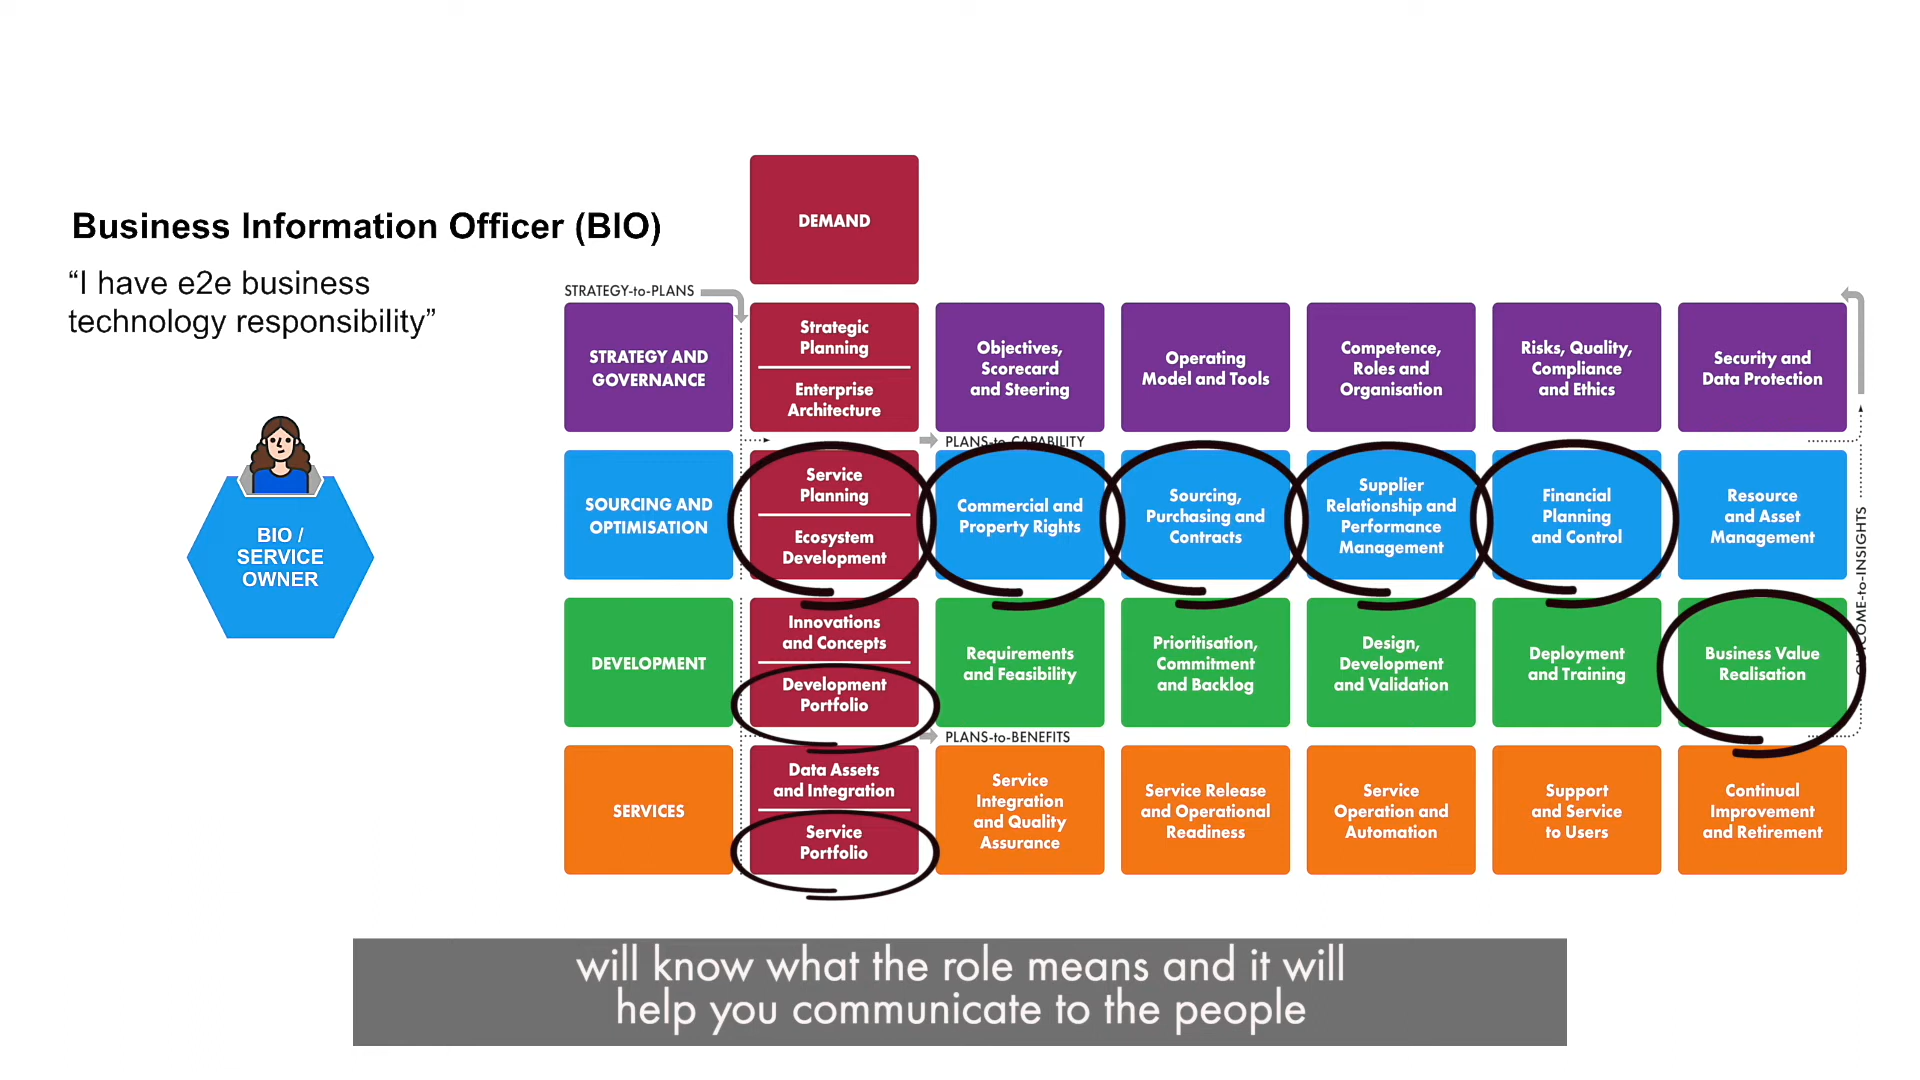 Business Information Officer (BIO)
“I have e2e business
technology responsibility”
BIO /
SERVICE
OWNER
DEMAND
STRATEGY-to-PLANS
STRATEGY AND
GOVERNANCE
Strategic
Planning
Enterprise
Architecture
Objectives,
Scorecard
and Steering
Operating
Model and Tools
Competence,
Roles and
Organisation
Risks, Quality,
Compliance
and Ethics
Security and
Data Protection
PLANS-to-CAPABILITY
SOURCING AND
OPTIMISATION
Service
Planning
Ecosystem
Development
Commercial and
Property Rights
Sourcing,
Purchasing and
Contracts
Supplier
Relationship and
Performance
Management
Financial
Planning
and Control
Resource
and Asset
Management
OUTCOME-to-INSIGHTS
DEVELOPMENT
Innovations
and Concepts
Development
Portfolio
Requirements
and Feasibility
Prioritisation,
Commitment
and Backlog
Design,
Development
and Validation
Deployment
and Training
Business Value
Realisation
PLANS-to-BENEFITS
SERVICES
Data Assets
and Integration
Service
Portfolio
Service
Integration
and Quality
Assurance
Service Release
and Operational
Readiness
Service
Operation and
Automation
Support
and Service
to Users
Continual
Improvement
and Retirement
will know what the role means and it will
help you communicate to the people